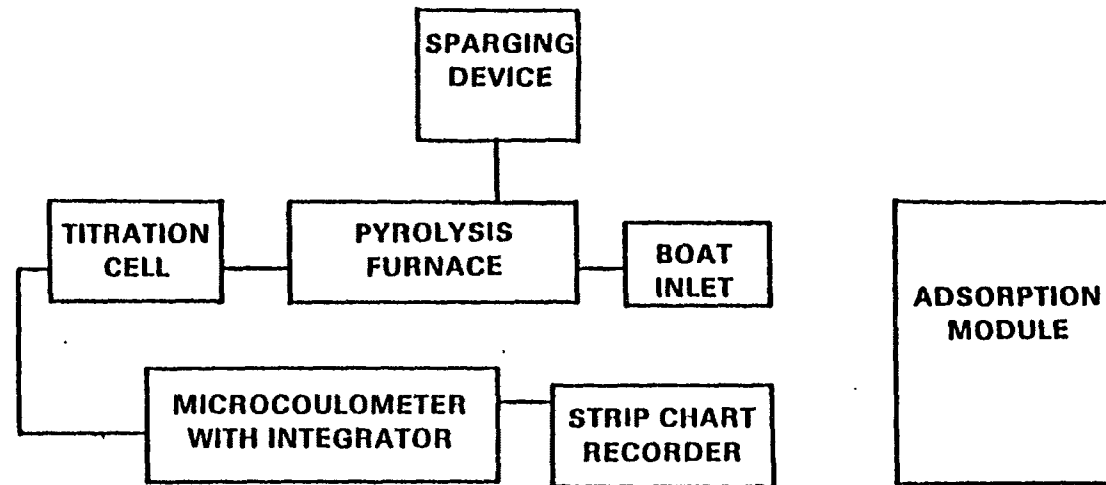 SPARGING
DEVICE
TITRATION
CELL
PYROLYSIS
FURNACE
BOAT
INLET
ADSORPTION
MODULE
MICROCOULOMETER
WITH INTEGRATOR
STRIP CHART
RECORDER